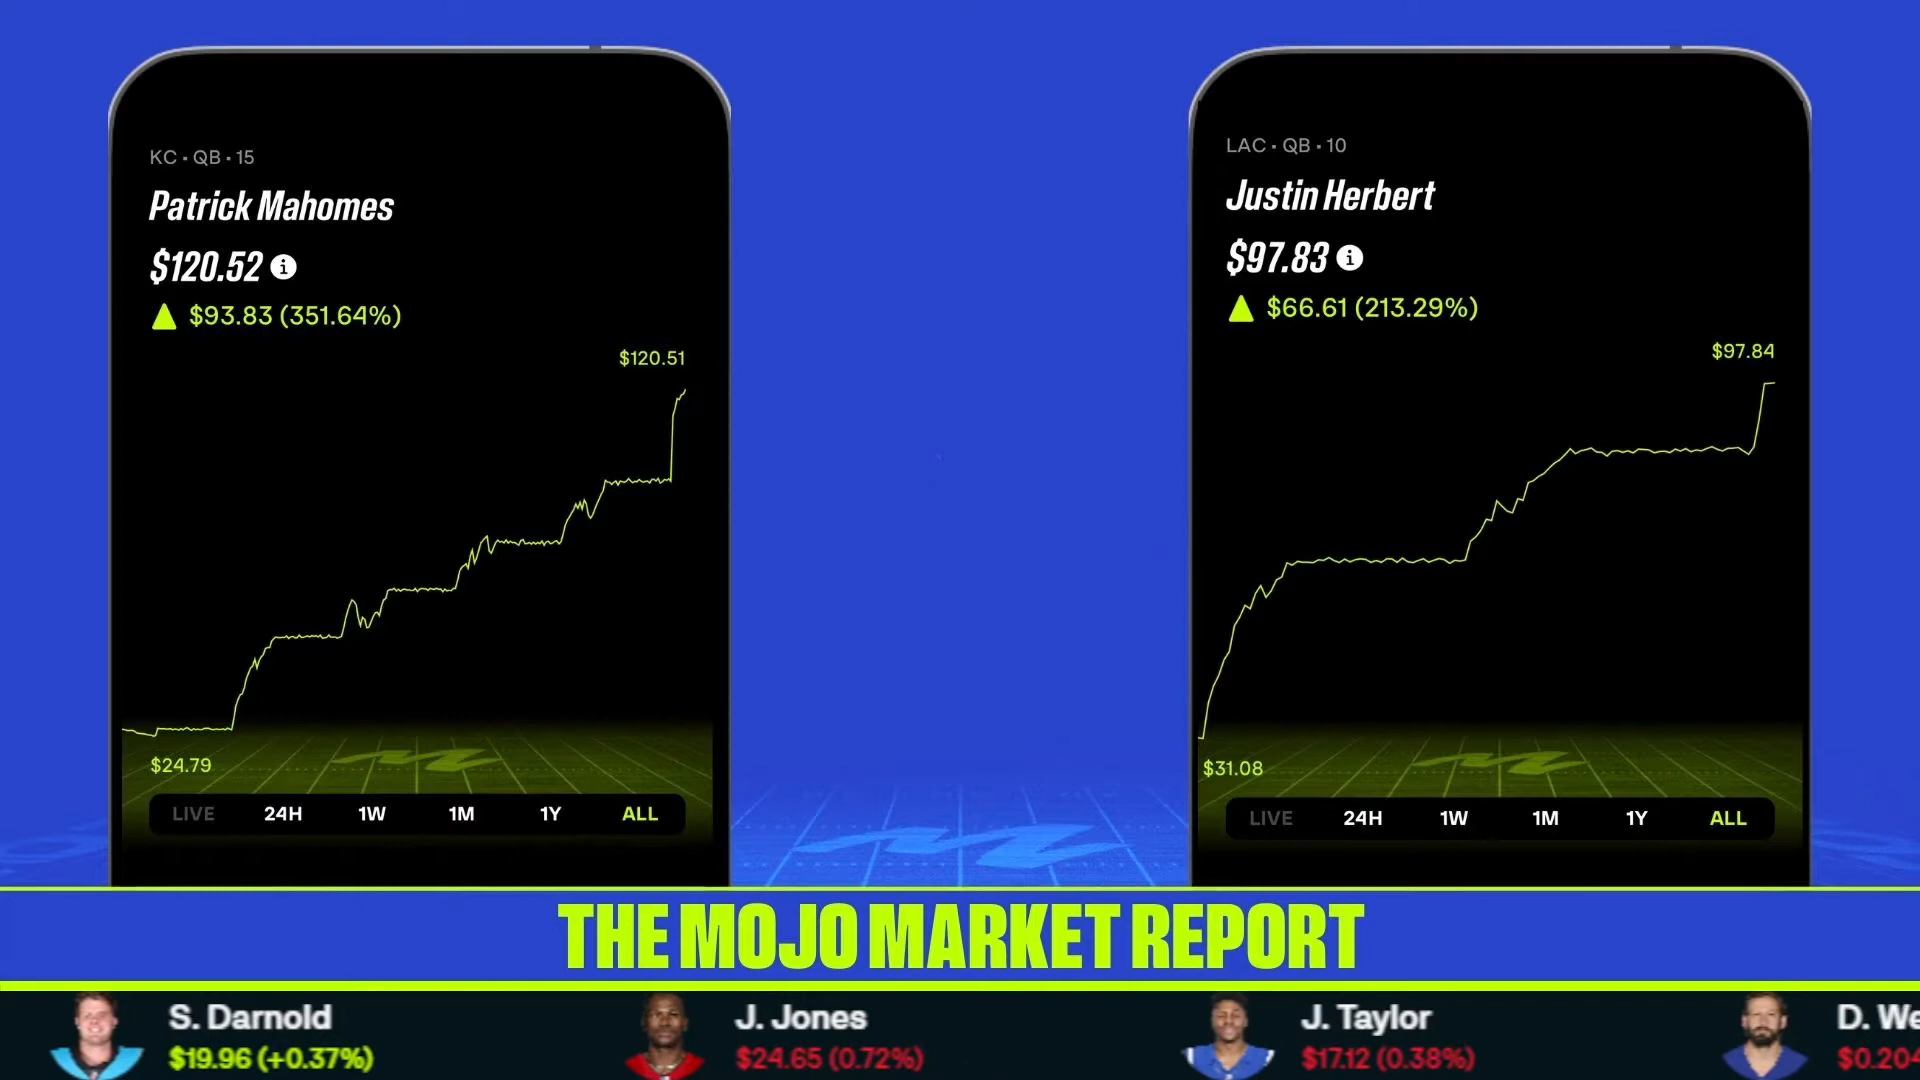 KC • QB • 15
Patrick Mahomes
$120.52
$93.83 (351.64%)
$120.51
$24.79
LIVE 24H 1W 1M 1Y ALL
LAC • QB • 10
Justin Herbert
$97.83
$66.61 (213.29%)
$97.84
$31.08
LIVE 24H 1W 1M 1Y ALL
THE MOJO MARKET REPORT
S. Darnold
$19.96 (+0.37%)
J. Jones
$24.65 (0.72%)
J. Taylor
$17.12 (0.38%)
D. We
$0.204